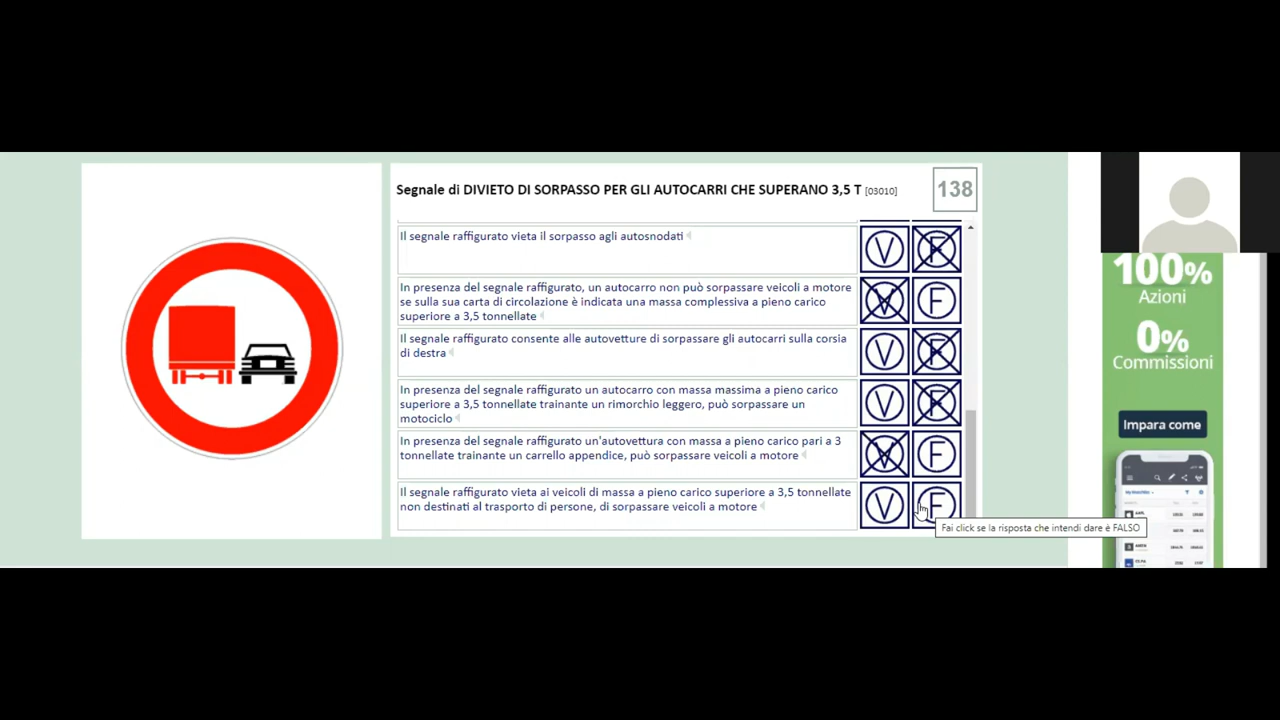 Segnale di DIVIETO DI SORPASSO PER GLI AUTOCARRI CHE SUPERANO 3,5 T [03010]
138
Il segnale raffigurato vieta il sorpasso agli autosnodati
V F
In presenza del segnale raffigurato, un autocarro non può sorpassare veicoli a motore
se sulla sua carta di circolazione è indicata una massa complessiva a pieno carico
superiore a 3,5 tonnellate
V F
Il segnale raffigurato consente alle autovetture di sorpassare gli autocarri sulla corsia
di destra
V F
In presenza del segnale raffigurato un autocarro con massa massima a pieno carico
superiore a 3,5 tonnellate trainante un rimorchio leggero, può sorpassare un
motociclo
V F
In presenza del segnale raffigurato un'autovettura con massa a pieno carico pari a 3
tonnellate trainante un carrello appendice, può sorpassare veicoli a motore
V F
Il segnale raffigurato vieta ai veicoli di massa a pieno carico superiore a 3,5 tonnellate
non destinati al trasporto di persone, di sorpassare veicoli a motore
V F
Fai click se la risposta che intendi dare è FALSO
100%
Azioni
0%
Commissioni
Impara come